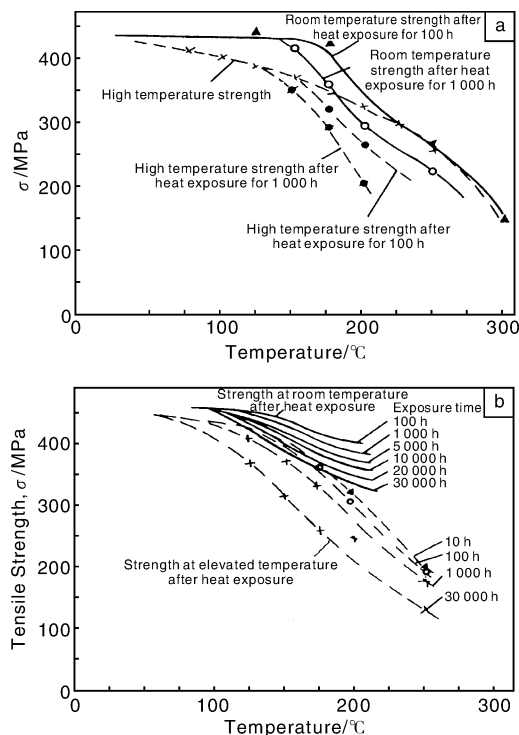 a
Room temperature strength after
heat exposure for 100 h
Room temperature
strength after heat
exposure for 1 000 h
High temperature
strength
High temperature strength after
heat exposure for 1 000 h
High temperature strength after
heat exposure for 100 h
σ /MPa
400
300
200
100
0
0
100
200
300
Temperature/℃
b
Strength at room temperature
after heat exposure
Exposure time
100 h
1 000 h
5 000 h
10 000 h
20 000 h
30 000 h
10 h
100 h
1 000 h
30 000 h
Strength at elevated temperature
after heat exposure
Tensile Strength, σ /MPa
400
300
200
100
0
0
100
200
300
Temperature/℃